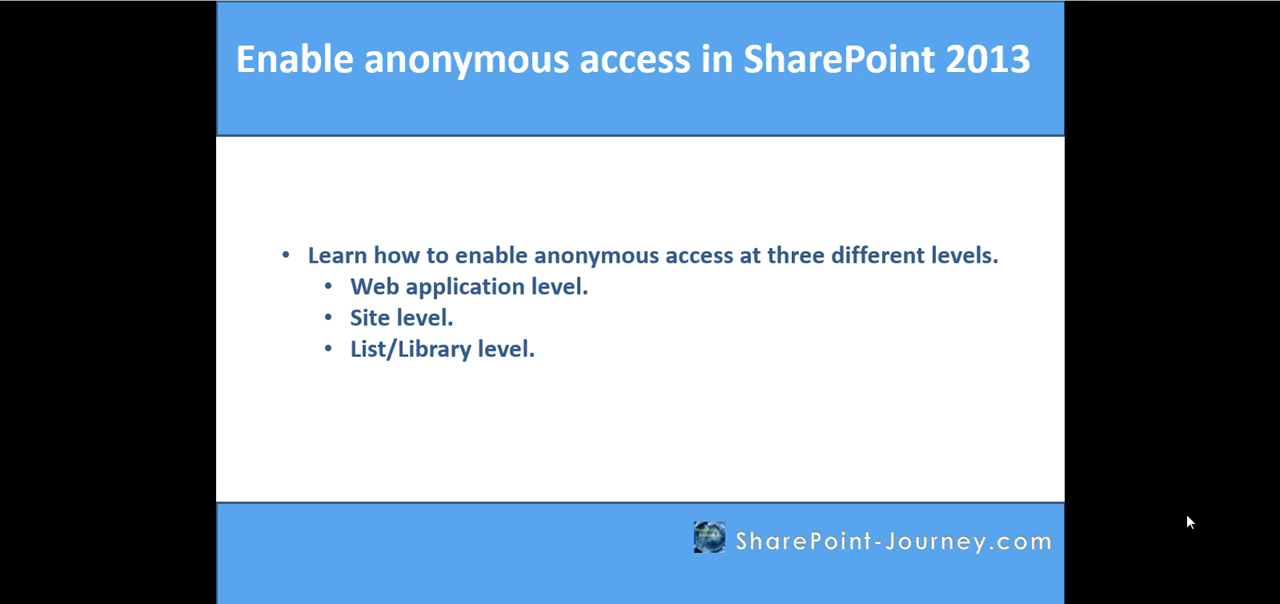 Enable anonymous access in SharePoint 2013
• Learn how to enable anonymous access at three different levels.
• Web application level.
• Site level.
• List/Library level.
SharePoint-Journey.com